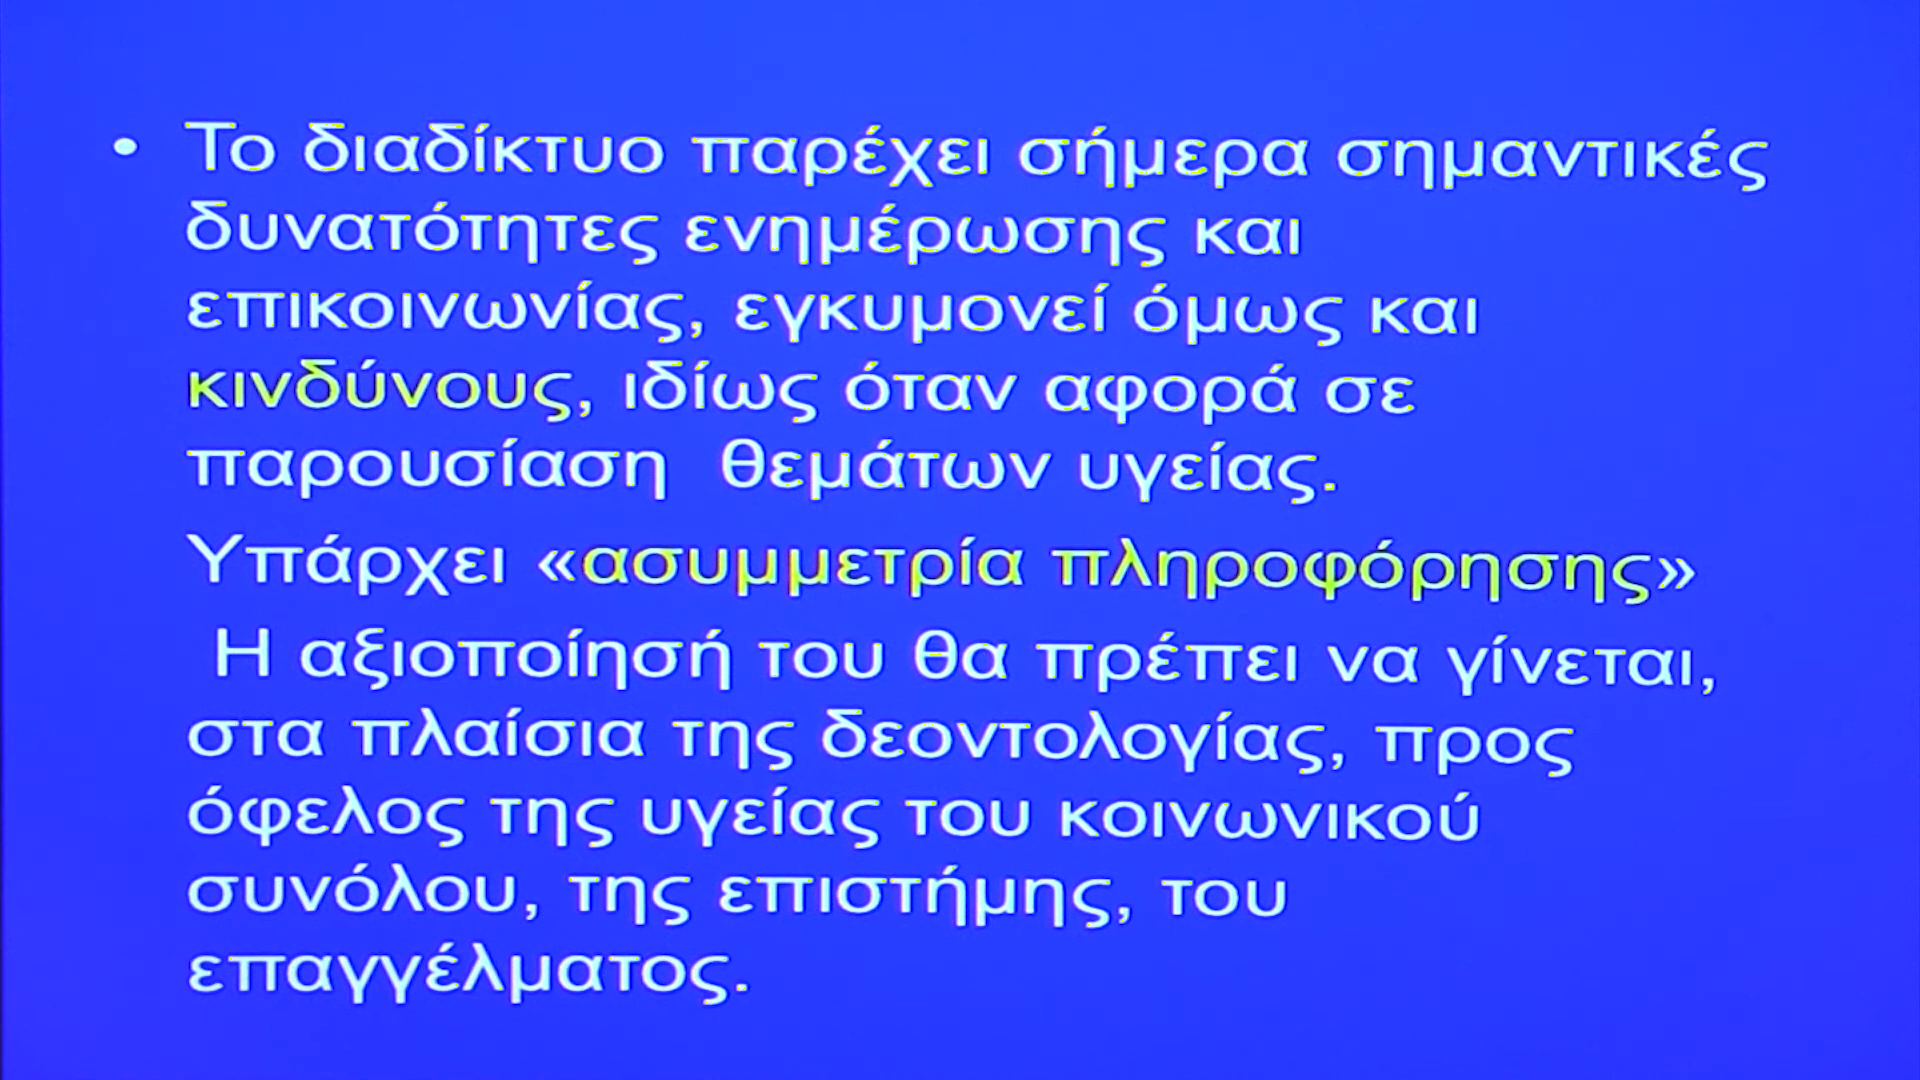 • Το διαδίκτυο παρέχει σήμερα σημαντικές
δυνατότητες ενημέρωσης και
επικοινωνίας, εγκυμονεί όμως και
κινδύνους, ιδίως όταν αφορά σε
παρουσίαση θεμάτων υγείας.
Υπάρχει «ασυμμετρία πληροφόρησης»
Η αξιοποίησή του θα πρέπει να γίνεται,
στα πλαίσια της δεοντολογίας, προς
όφελος της υγείας του κοινωνικού
συνόλου, της επιστήμης, του
επαγγέλματος.